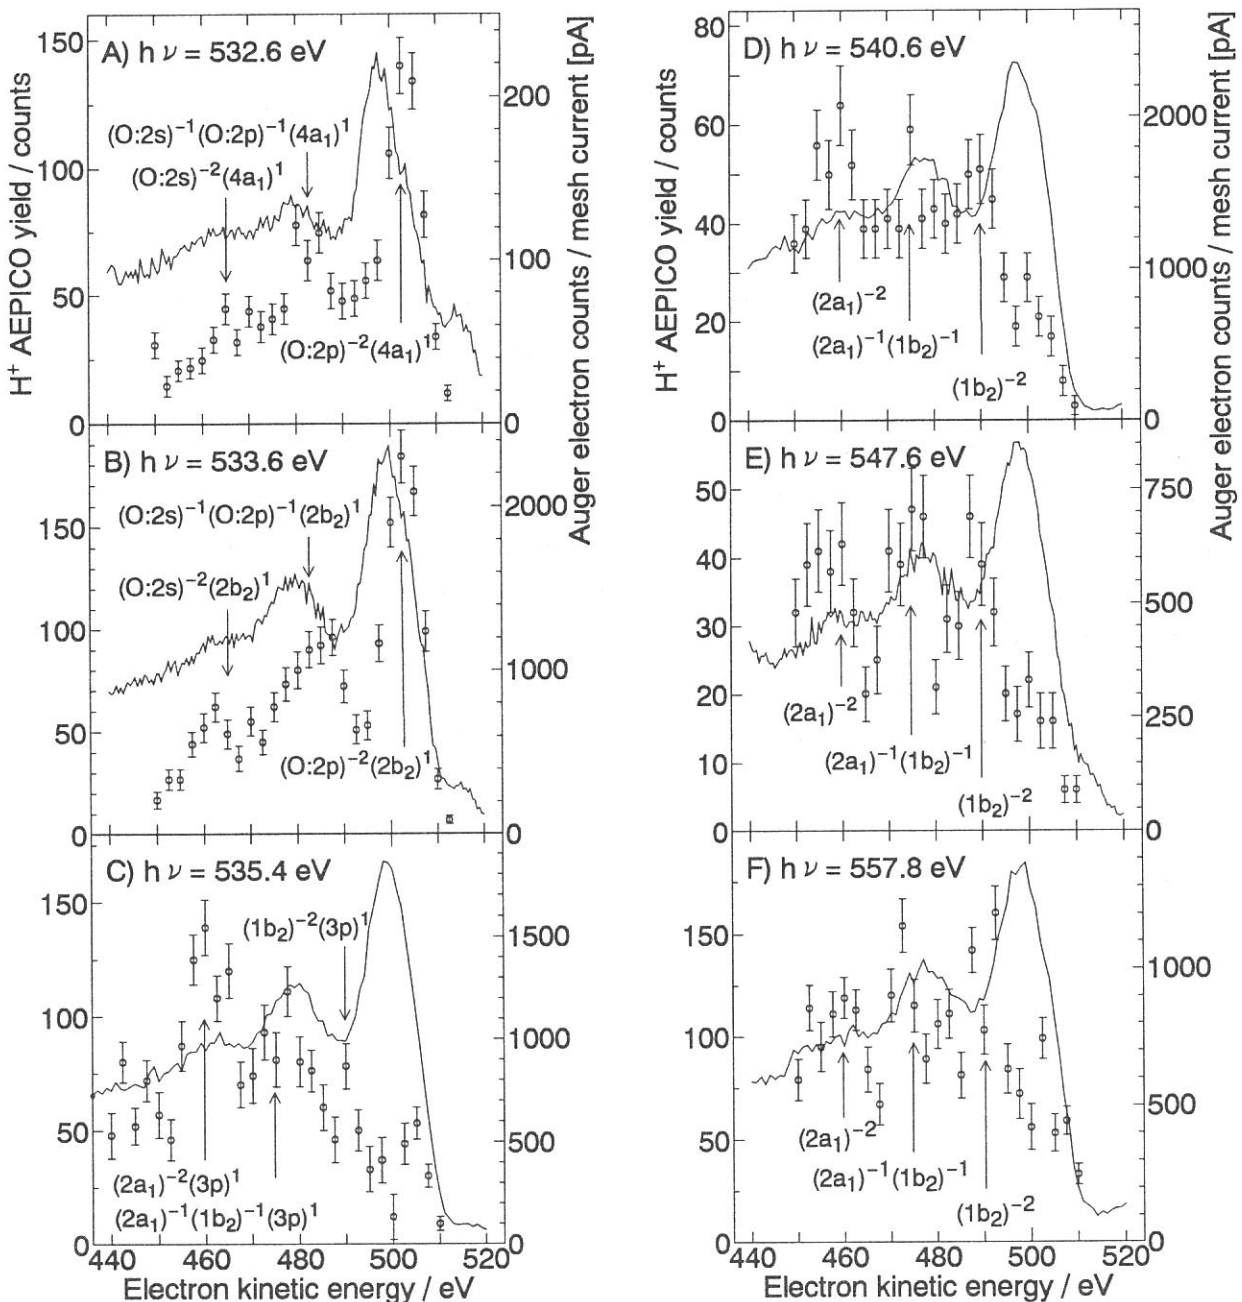 A) h ν = 532.6 eV
(O:2s)⁻¹(O:2p)⁻¹(4a₁)¹
(O:2s)⁻²(4a₁)¹
(O:2p)⁻²(4a₁)¹
150
100
50
0
200
100
0
H⁺ AEPICO yield / counts
Auger electron counts / mesh current [pA]
B) h ν = 533.6 eV
(O:2s)⁻¹(O:2p)⁻¹(2b₂)¹
(O:2s)⁻²(2b₂)¹
(O:2p)⁻²(2b₂)¹
150
100
50
0
2000
1000
0
C) h ν = 535.4 eV
(1b₂)⁻²(3p)¹
(2a₁)⁻²(3p)¹
(2a₁)⁻¹(1b₂)⁻¹(3p)¹
150
100
50
0
1500
1000
500
0
440 460 480 500 520
Electron kinetic energy / eV
D) h ν = 540.6 eV
(2a₁)⁻²
(2a₁)⁻¹(1b₂)⁻¹
(1b₂)⁻²
80
60
40
20
0
2000
1000
0
H⁺ AEPICO yield / counts
Auger electron counts / mesh current [pA]
E) h ν = 547.6 eV
(2a₁)⁻²
(2a₁)⁻¹(1b₂)⁻¹
(1b₂)⁻²
50
40
30
20
10
0
750
500
250
0
F) h ν = 557.8 eV
(2a₁)⁻²
(2a₁)⁻¹(1b₂)⁻¹
(1b₂)⁻²
150
100
50
0
1000
500
0
440 460 480 500 520
Electron kinetic energy / eV